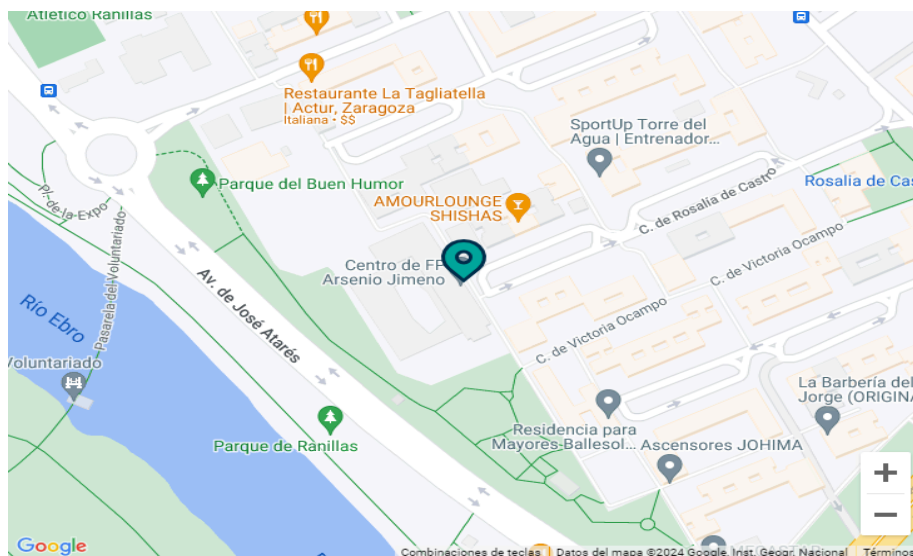 Atlético Ranillas
Restaurante La Tagliatella
| Actur, Zaragoza
Italiana • $$
SportUp Torre del
Agua | Entrenador...
Parque del Buen Humor
Rosalía de Cas
AMOURLOUNGE
SHISHAS
C. de Rosalía de Castro
Pl. de la Expo
Pasarela del Voluntariado
Centro de FP
Arsenio Jimeno
C. de Victoria Ocampo
Av. de José Atarés
Río Ebro
C. de Victoria Ocampo
Voluntariado
La Barbería del
Jorge (ORIGINA
Parque de Ranillas
Residencia para
Mayores-Ballesol...
Ascensores JOHIMA
+
−
Google
Combinaciones de teclas
Datos del mapa ©2024 Google, Inst. Geogr. Nacional
Términos